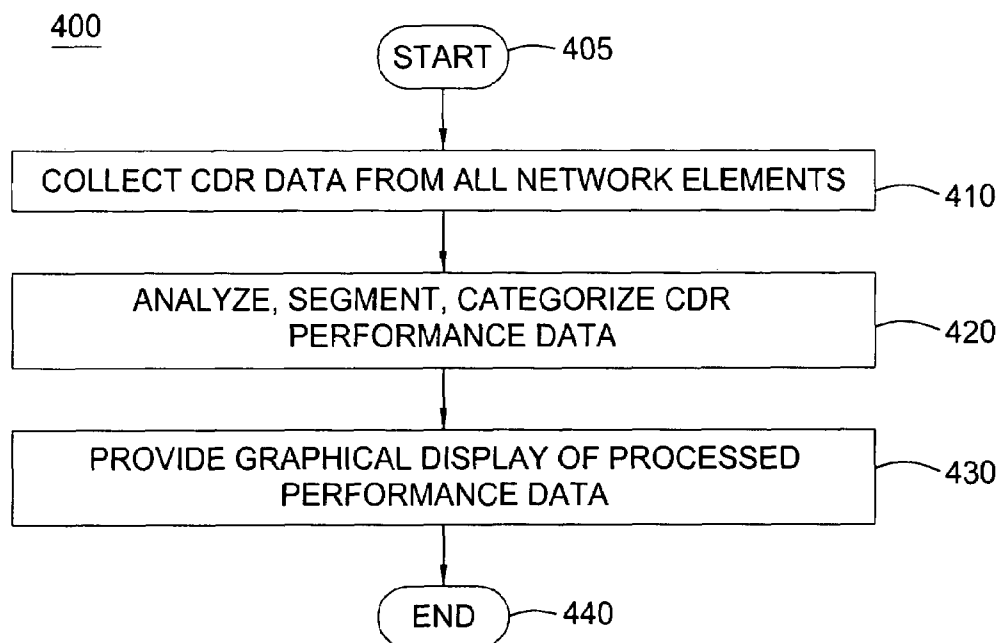 400
START
405
COLLECT CDR DATA FROM ALL NETWORK ELEMENTS
410
ANALYZE, SEGMENT, CATEGORIZE CDR
PERFORMANCE DATA
420
PROVIDE GRAPHICAL DISPLAY OF PROCESSED
PERFORMANCE DATA
430
END
440